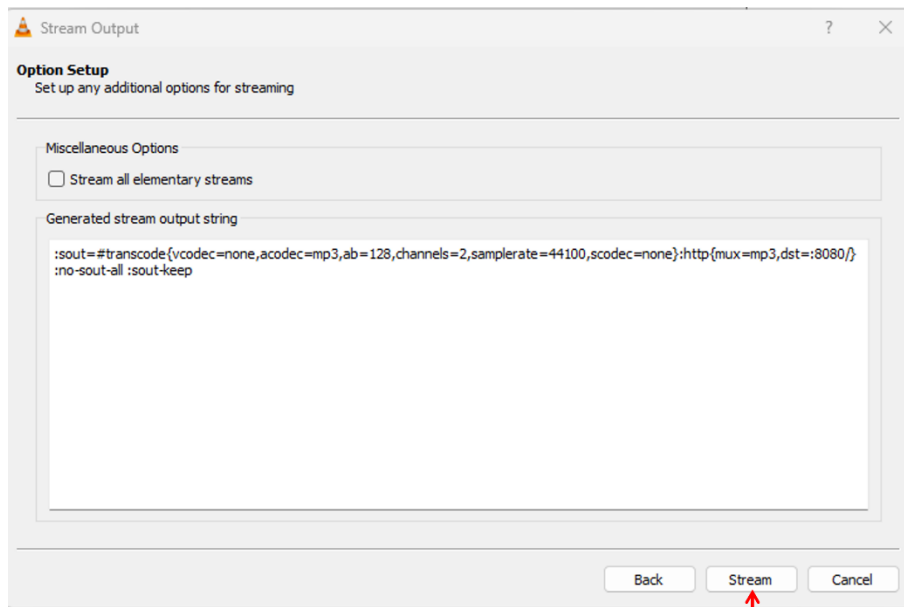 Stream Output
?
Option Setup
Set up any additional options for streaming
Miscellaneous Options
Stream all elementary streams
Generated stream output string
:sout=#transcode{vcodec=none,acodec=mp3,ab=128,channels=2,samplerate=44100,scodec=none}:http{mux=mp3,dst=:8080/}
:no-sout-all :sout-keep
Back Stream Cancel